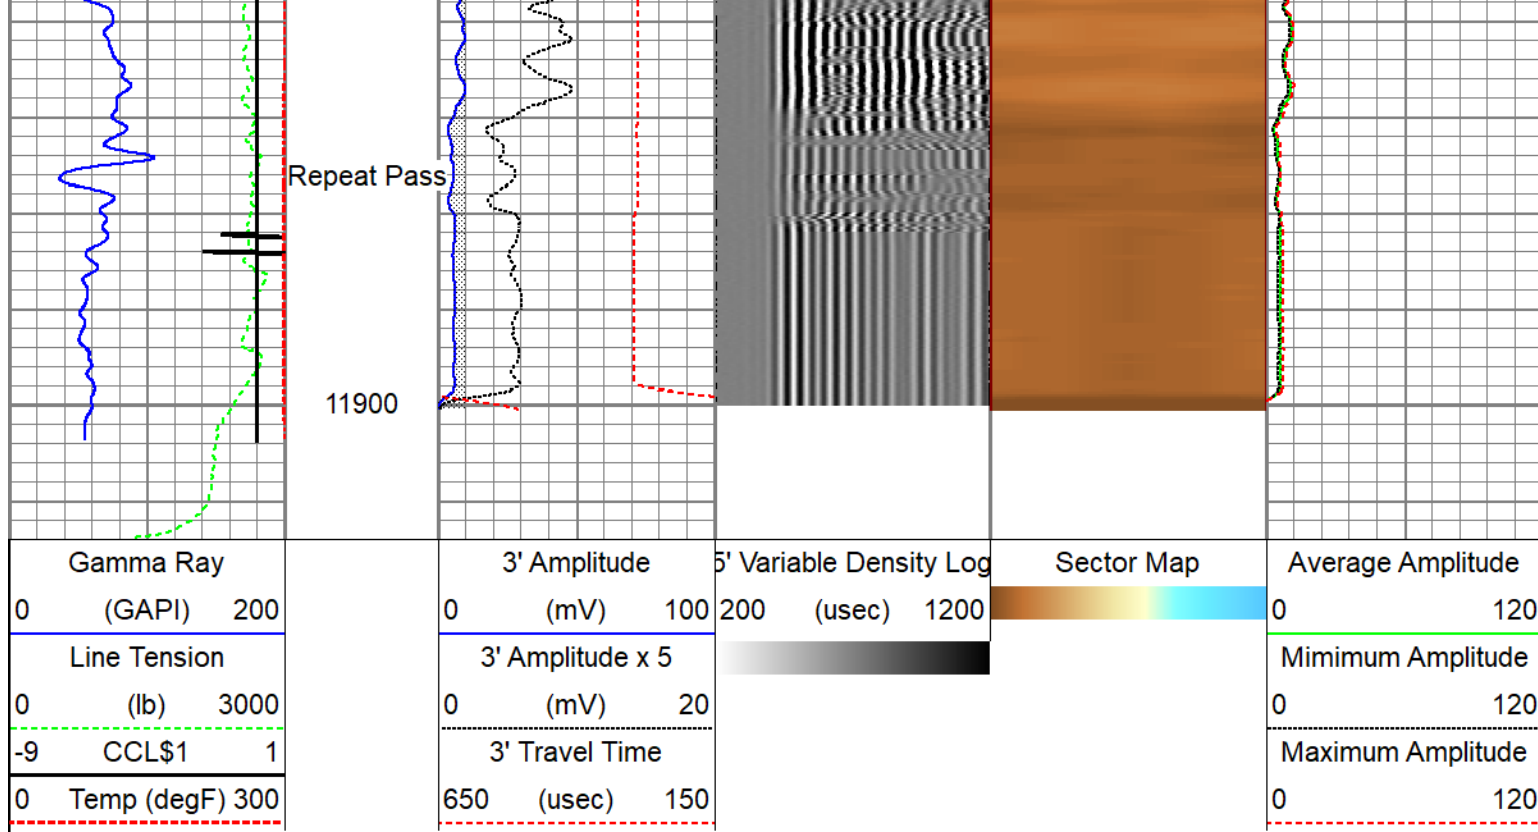 Repeat Pass
11900
Gamma Ray
0 (GAPI) 200
Line Tension
0 (lb) 3000
-9 CCL$1 1
0 Temp (degF) 300
3' Amplitude
0 (mV) 100
3' Amplitude x 5
0 (mV) 20
3' Travel Time
650 (usec) 150
5' Variable Density Log
200 (usec) 1200
Sector Map
Average Amplitude
0 120
Mimimum Amplitude
0 120
Maximum Amplitude
0 120